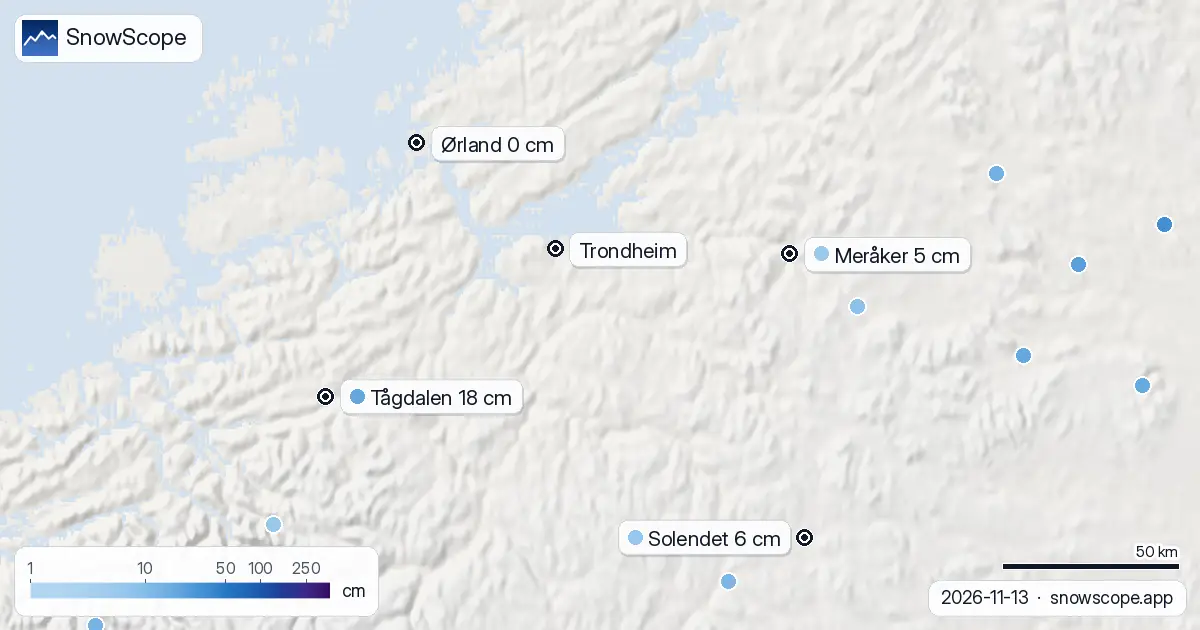 SnowScope
Ørland 0 cm
Trondheim
Meråker 5 cm
Tågdalen 18 cm
Solendet 6 cm
1 10 50 100 250 cm
50 km
2026-11-13 · snowscope.app